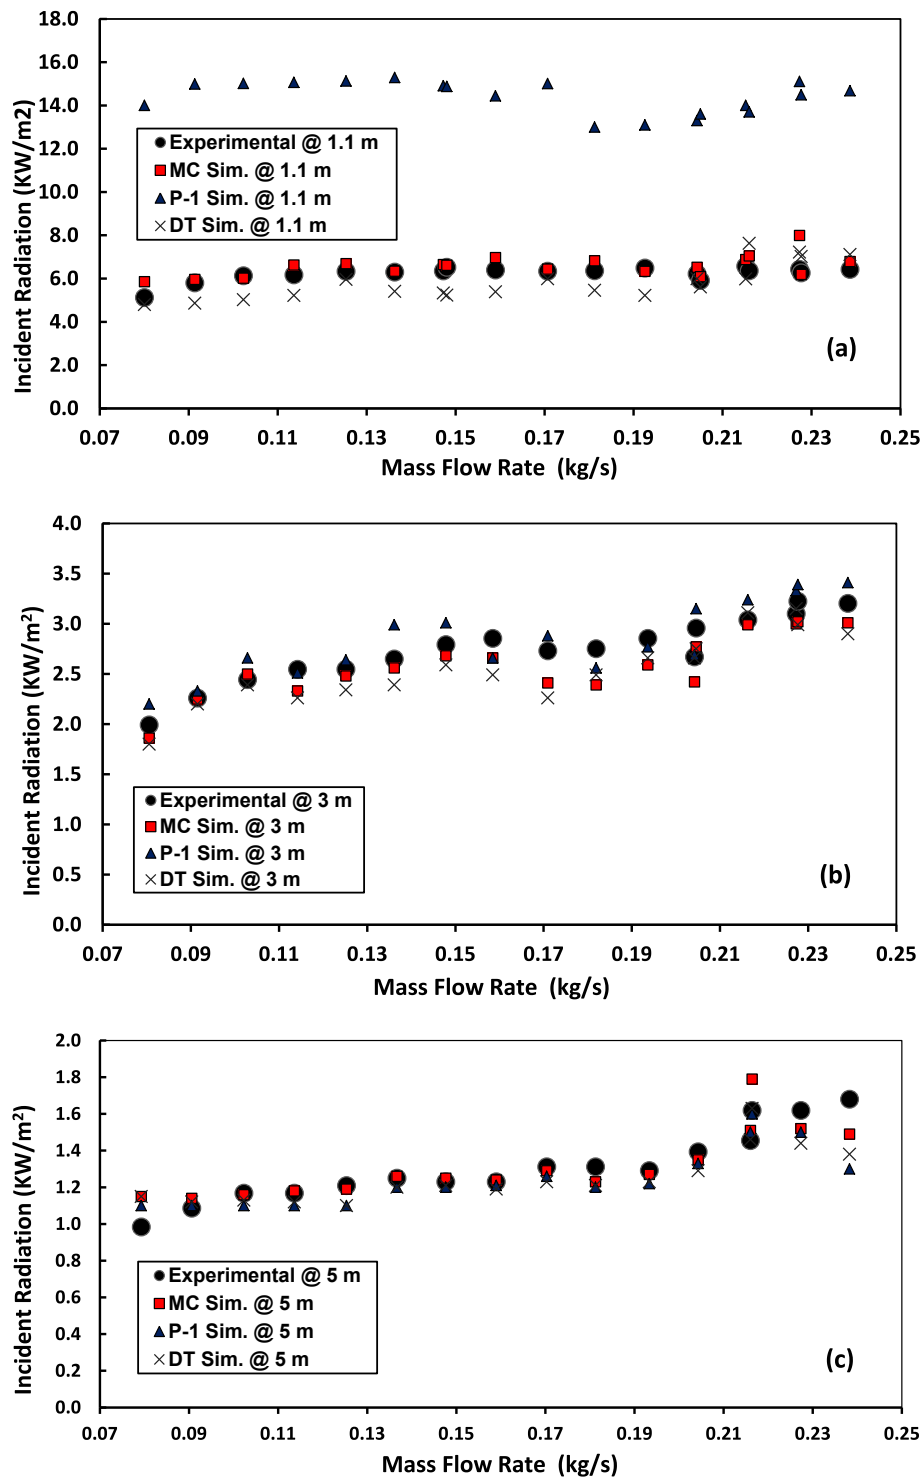 18.0
16.0
14.0
12.0
10.0
8.0
6.0
4.0
2.0
0.0
Incident Radiation (KW/m2)
Experimental @ 1.1 m
MC Sim. @ 1.1 m
P-1 Sim. @ 1.1 m
DT Sim. @ 1.1 m
(a)
0.07 0.09 0.11 0.13 0.15 0.17 0.19 0.21 0.23 0.25
Mass Flow Rate (kg/s)
4.0
3.5
3.0
2.5
2.0
1.5
1.0
0.5
0.0
Incident Radiation (KW/m²)
Experimental @ 3 m
MC Sim. @ 3 m
P-1 Sim. @ 3 m
DT Sim. @ 3 m
(b)
0.07 0.09 0.11 0.13 0.15 0.17 0.19 0.21 0.23 0.25
Mass Flow Rate (kg/s)
2.0
1.8
1.6
1.4
1.2
1.0
0.8
0.6
0.4
0.2
0.0
Incident Radiation (KW/m²)
Experimental @ 5 m
MC Sim. @ 5 m
P-1 Sim. @ 5 m
DT Sim. @ 5 m
(c)
0.07 0.09 0.11 0.13 0.15 0.17 0.19 0.21 0.23 0.25
Mass Flow Rate (kg/s)